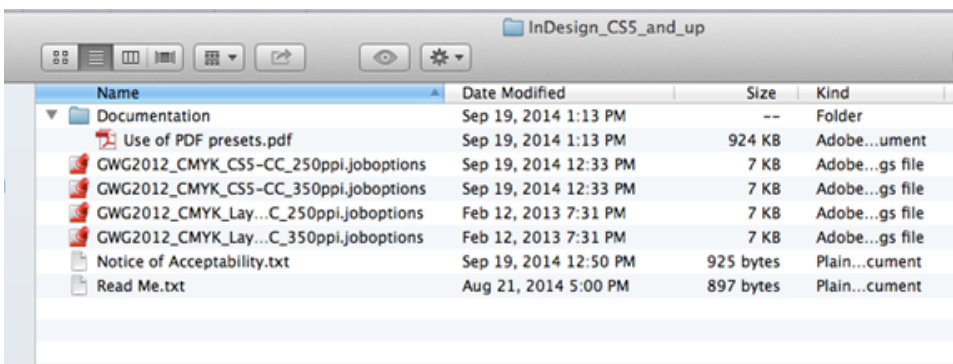 InDesign_CS5_and_up
Name Date Modified Size Kind
Documentation Sep 19, 2014 1:13 PM -- Folder
Use of PDF presets.pdf Sep 19, 2014 1:13 PM 924 KB Adobe...ument
GWG2012_CMYK_CS5-CC_250ppi.joboptions Sep 19, 2014 12:33 PM 7 KB Adobe...gs file
GWG2012_CMYK_CS5-CC_350ppi.joboptions Sep 19, 2014 12:33 PM 7 KB Adobe...gs file
GWG2012_CMYK_Lay...C_250ppi.joboptions Feb 12, 2013 7:31 PM 7 KB Adobe...gs file
GWG2012_CMYK_Lay...C_350ppi.joboptions Feb 12, 2013 7:31 PM 7 KB Adobe...gs file
Notice of Acceptability.txt Sep 19, 2014 12:50 PM 925 bytes Plain...cument
Read Me.txt Aug 21, 2014 5:00 PM 897 bytes Plain...cument